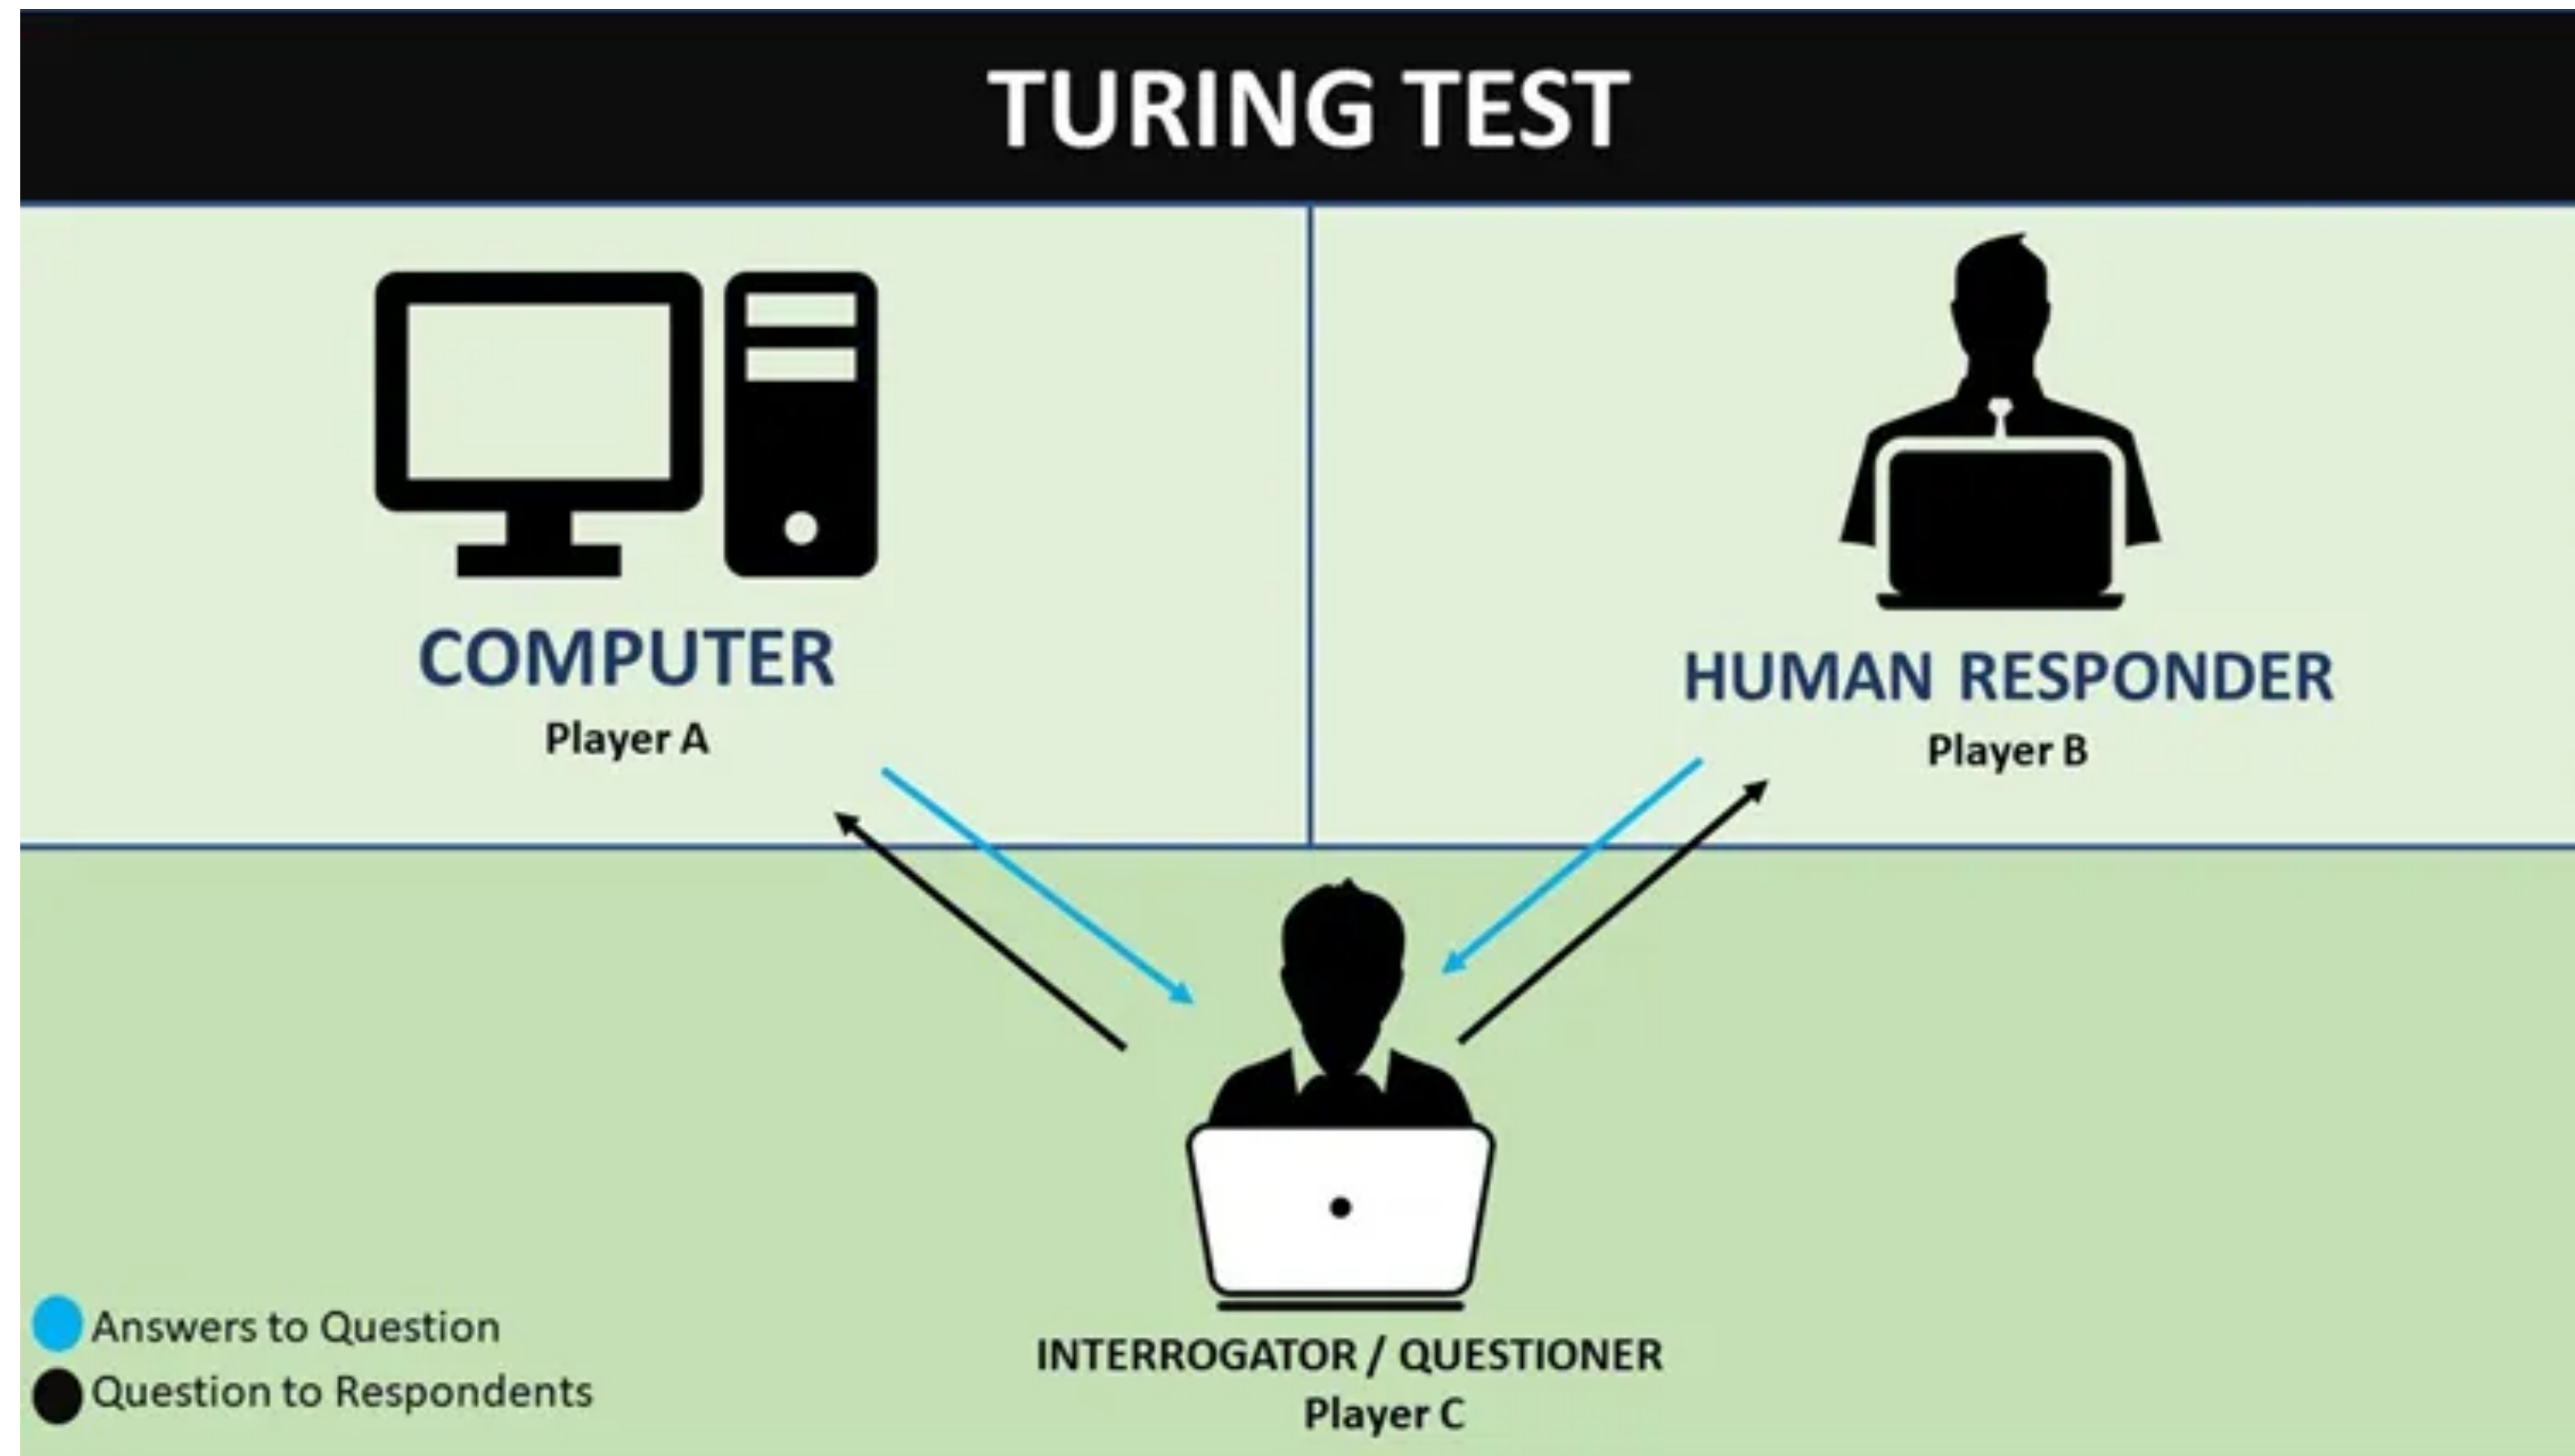 TURING TEST
COMPUTER
Player A
HUMAN RESPONDER
Player B
INTERROGATOR / QUESTIONER
Player C
Answers to Question
Question to Respondents